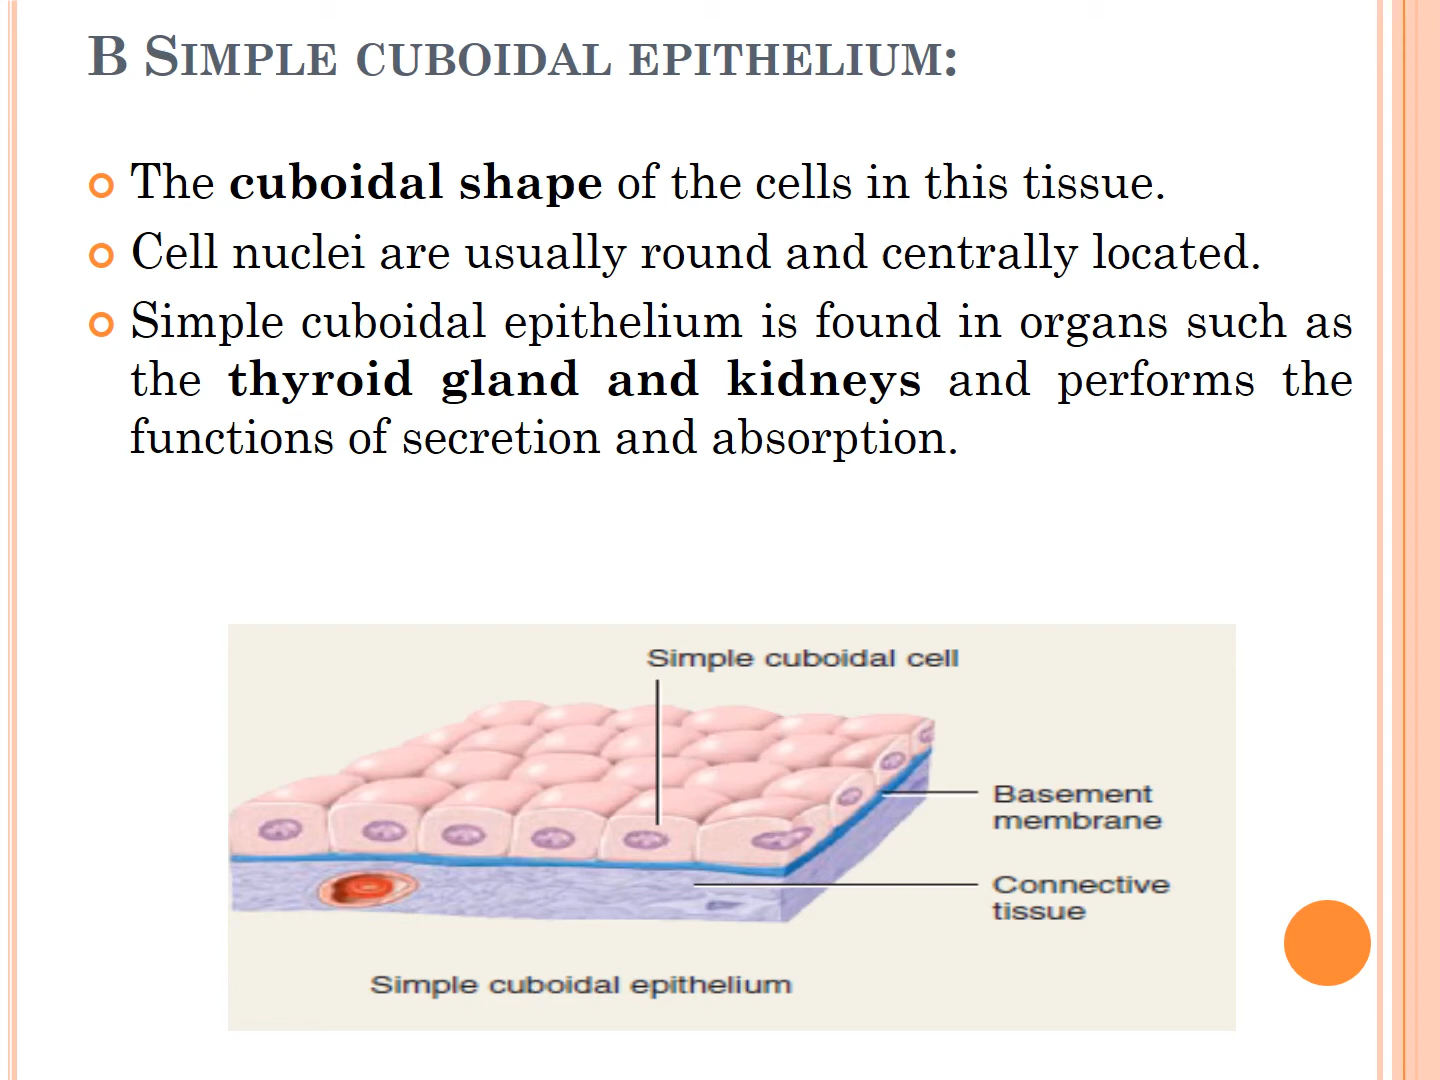 B SIMPLE CUBOIDAL EPITHELIUM:
The cuboidal shape of the cells in this tissue.
Cell nuclei are usually round and centrally located.
Simple cuboidal epithelium is found in organs such as
the thyroid gland and kidneys and performs the
functions of secretion and absorption.
Simple cuboidal cell
Basement
membrane
Connective
tissue
Simple cuboidal epithelium